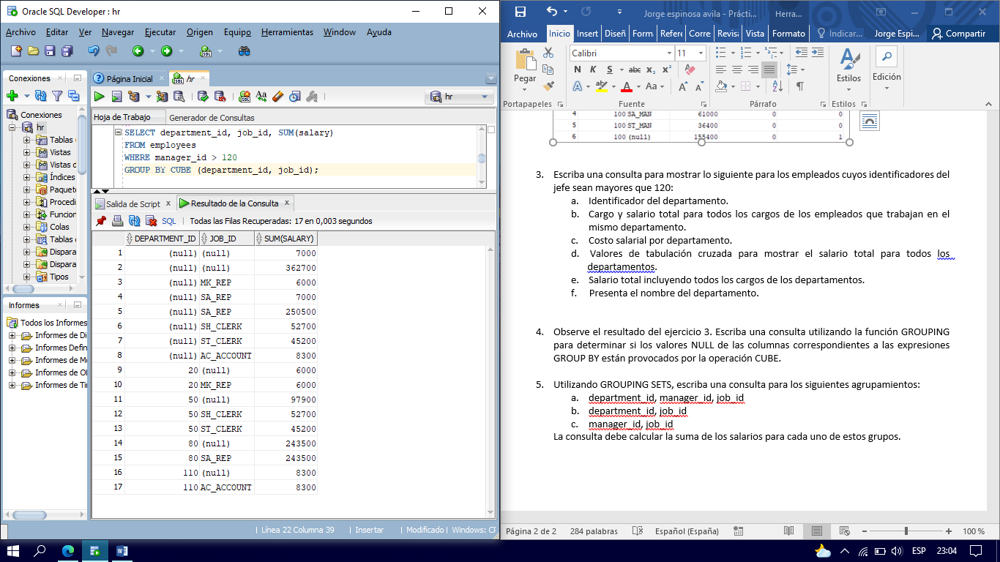 Oracle SQL Developer : hr
Archivo Editar Ver Navegar Ejecutar Origen Equipo Herramientas Window Ayuda
Conexiones
Página Inicial
hr
hr
Conexiones
hr
Tablas
Vistas
Vistas d
Índices
Paquet
Procedi
Funcior
Colas
Tablas
Dispara
Dispara
Tipos
Informes
Todos los Informes
Informes de Di
Informes Defin
Informes de M
Informes de Ol
Informes de Tir
Hoja de Trabajo Generador de Consultas
SELECT department_id, job_id, SUM(salary)
FROM employees
WHERE manager_id > 120
GROUP BY CUBE (department_id, job_id);
Salida de Script Resultado de la Consulta
SQL Todas las Filas Recuperadas: 17 en 0,003 segundos
DEPARTMENT_ID JOB_ID SUM(SALARY)
1 (null) (null) 7000
2 (null) (null) 362700
3 (null) MK_REP 6000
4 (null) SA_REP 7000
5 (null) SA_REP 250500
6 (null) SH_CLERK 52700
7 (null) ST_CLERK 45200
8 (null) AC_ACCOUNT 8300
9 20 (null) 6000
10 20 MK_REP 6000
11 50 (null) 97900
12 50 SH_CLERK 52700
13 50 ST_CLERK 45200
14 80 (null) 243500
15 80 SA_REP 243500
16 110 (null) 8300
17 110 AC_ACCOUNT 8300
Línea 22 Columna 39 Insertar Modificado Windows: CF
Jorge espinosa avila - Prácti... Herra...
Archivo Inicio Insert Diseñ Form Refere Corre Revisa Vista Formato Indicar... Jorge Espi... Compartir
Pegar
Calibri 11
N K S abc x₂ x²
A ab A Aa A A
Estilos
Edición
Portapapeles Fuente Párrafo Estilos
4 100 SA_MAN 61000 0 0
5 100 ST_MAN 36400 0 0
6 100 (null) 155400 0 1
3. Escriba una consulta para mostrar lo siguiente para los empleados cuyos identificadores del
jefe sean mayores que 120:
a. Identificador del departamento.
b. Cargo y salario total para todos los cargos de los empleados que trabajan en el
mismo departamento.
c. Costo salarial por departamento.
d. Valores de tabulación cruzada para mostrar el salario total para todos los
departamentos.
e. Salario total incluyendo todos los cargos de los departamentos.
f. Presenta el nombre del departamento.
4. Observe el resultado del ejercicio 3. Escriba una consulta utilizando la función GROUPING
para determinar si los valores NULL de las columnas correspondientes a las expresiones
GROUP BY están provocados por la operación CUBE.
5. Utilizando GROUPING SETS, escriba una consulta para los siguientes agrupamientos:
a. department_id, manager_id, job_id
b. department_id, job_id
c. manager_id, job_id
La consulta debe calcular la suma de los salarios para cada uno de estos grupos.
Página 2 de 2 284 palabras Español (España) 100 %
ESP 23:04